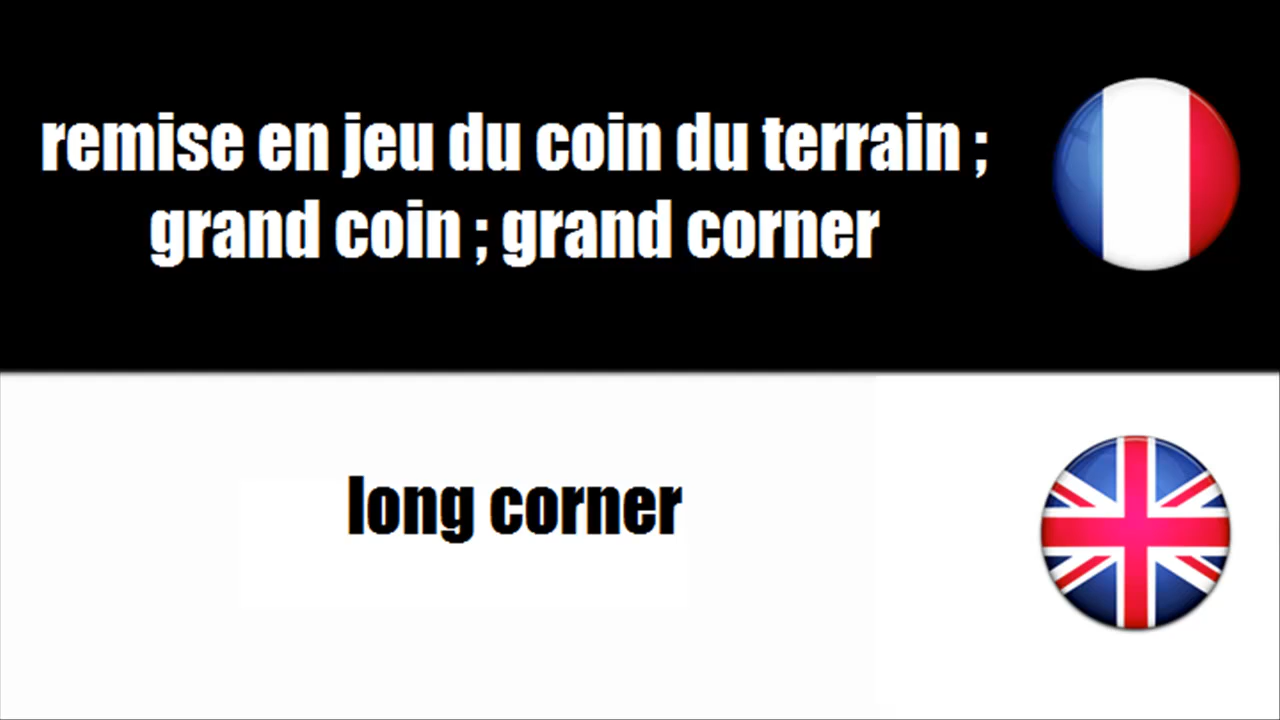 remise en jeu du coin du terrain ;
grand coin ; grand corner
long corner